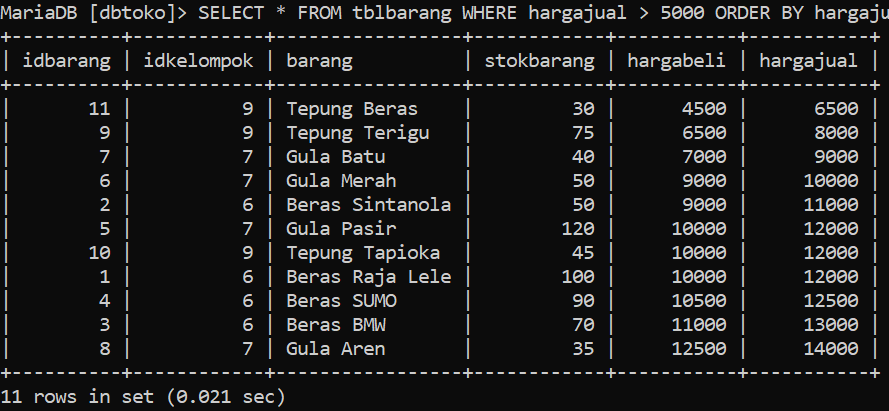 MariaDB [dbtoko]> SELECT * FROM tblbarang WHERE hargajual > 5000 ORDER BY hargaju
+----------+------------+----------------+------------+-----------+-----------+
| idbarang | idkelompok | barang         | stokbarang | hargabeli | hargajual |
+----------+------------+----------------+------------+-----------+-----------+
|       11 |          9 | Tepung Beras   |         30 |      4500 |      6500 |
|        9 |          9 | Tepung Terigu  |         75 |      6500 |      8000 |
|        7 |          7 | Gula Batu      |         40 |      7000 |      9000 |
|        6 |          7 | Gula Merah     |         50 |      9000 |     10000 |
|        2 |          6 | Beras Sintanola |         50 |      9000 |     11000 |
|        5 |          7 | Gula Pasir     |        120 |     10000 |     12000 |
|       10 |          9 | Tepung Tapioka |         45 |     10000 |     12000 |
|        1 |          6 | Beras Raja Lele |        100 |     10000 |     12000 |
|        4 |          6 | Beras SUMO     |         90 |     10500 |     12500 |
|        3 |          6 | Beras BMW      |         70 |     11000 |     13000 |
|        8 |          7 | Gula Aren      |         35 |     12500 |     14000 |
+----------+------------+----------------+------------+-----------+-----------+
11 rows in set (0.021 sec)